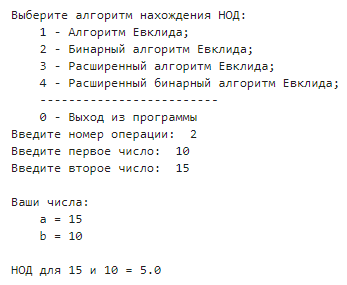 Выберите алгоритм нахождения НОД:
1 - Алгоритм Евклида;
2 - Бинарный алгоритм Евклида;
3 - Расширенный алгоритм Евклида;
4 - Расширенный бинарный алгоритм Евклида;
-------------------------
0 - Выход из программы
Введите номер операции: 2
Введите первое число: 10
Введите второе число: 15
Ваши числа:
a = 15
b = 10
НОД для 15 и 10 = 5.0